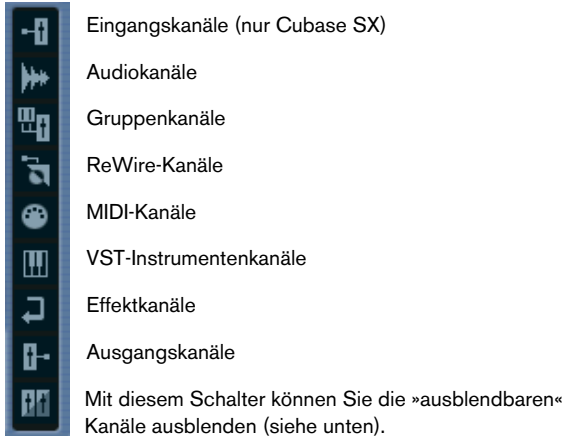 Eingangskanäle (nur Cubase SX)
Audiokanäle
Gruppenkanäle
ReWire-Kanäle
MIDI-Kanäle
VST-Instrumentenkanäle
Effektkanäle
Ausgangskanäle
Mit diesem Schalter können Sie die »ausblendbaren«
Kanäle ausblenden (siehe unten).